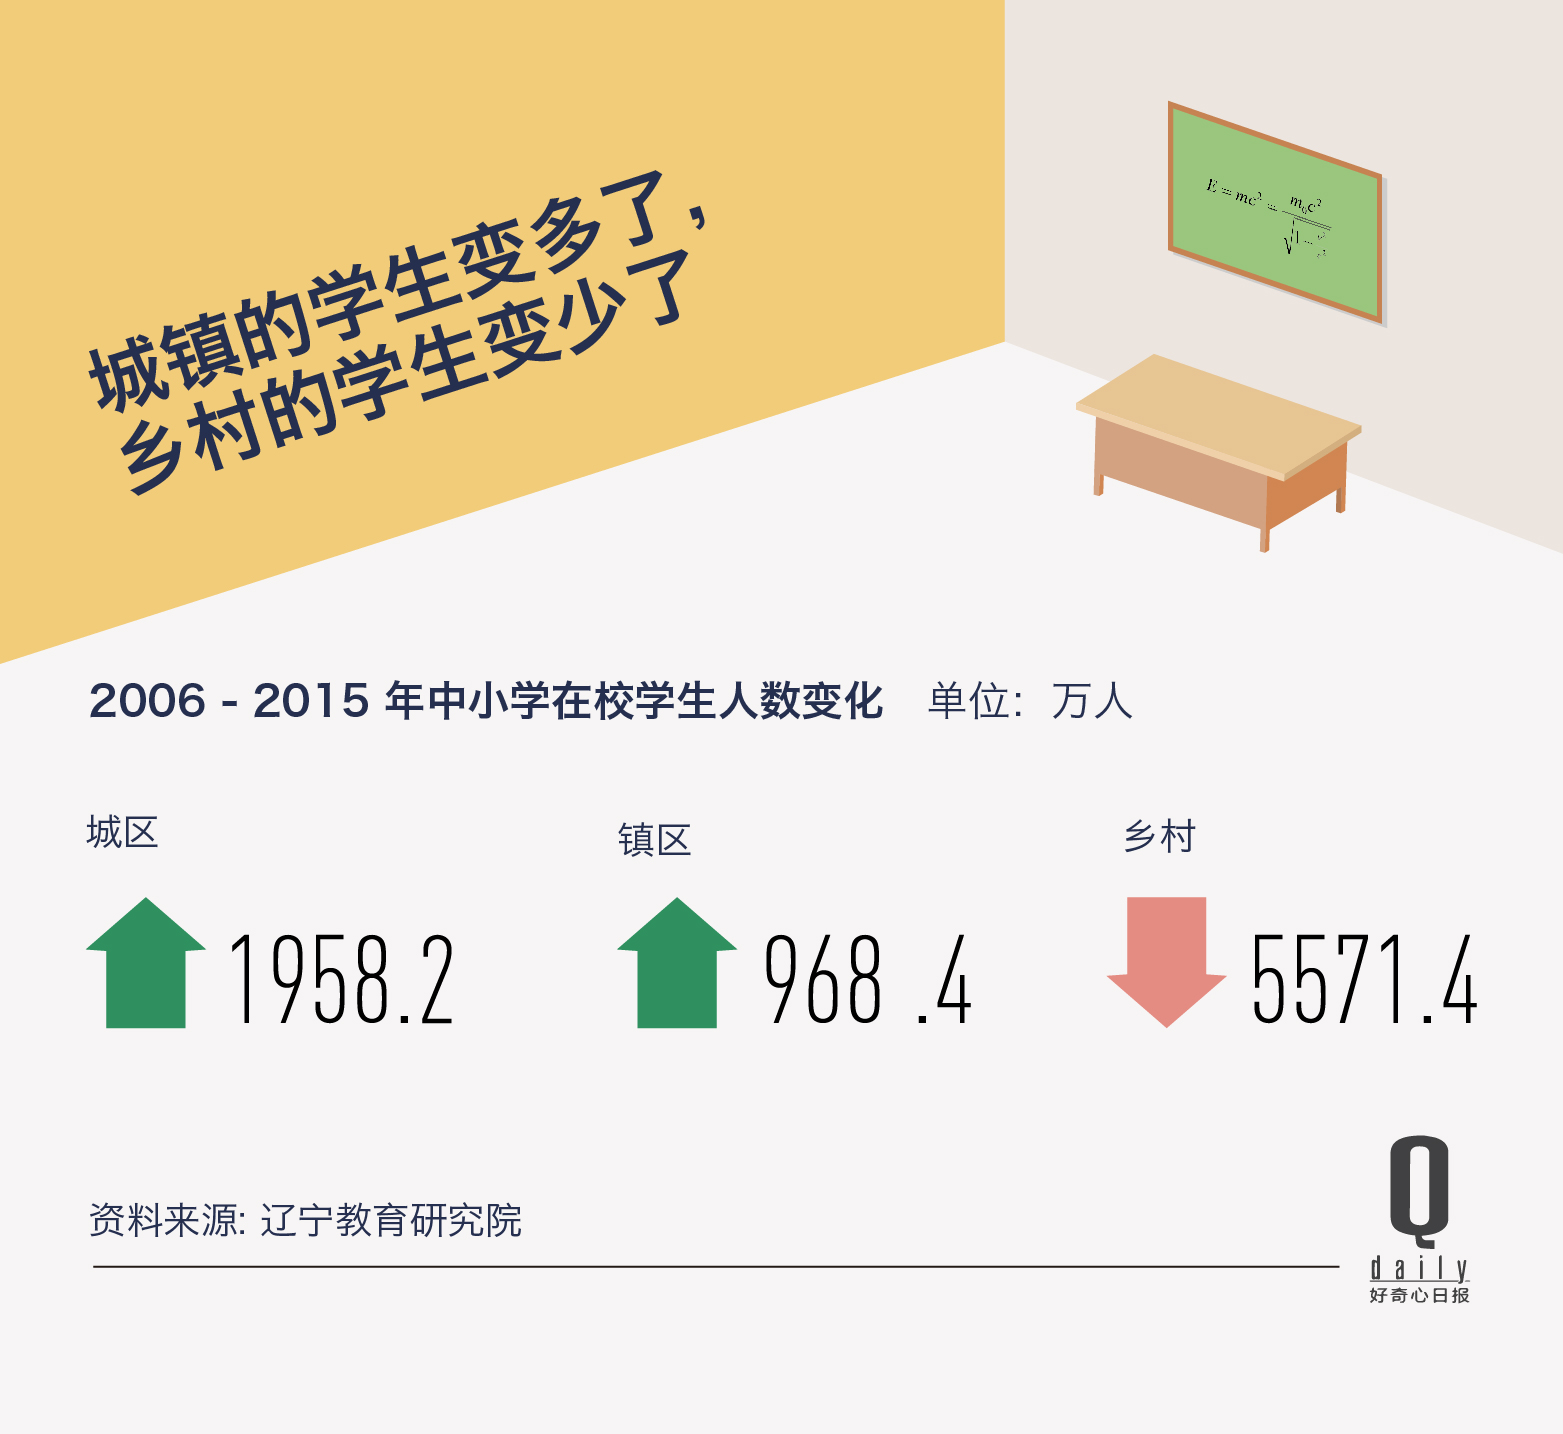 城镇的学生变多了,
乡村的学生变少了
E = mc² = m₀c² / √1 -
2006 - 2015 年中小学在校学生人数变化 单位: 万人
城区
镇区
乡村
1958.2
968 .4
5571.4
资料来源: 辽宁教育研究院
Q
daily
好奇心日报